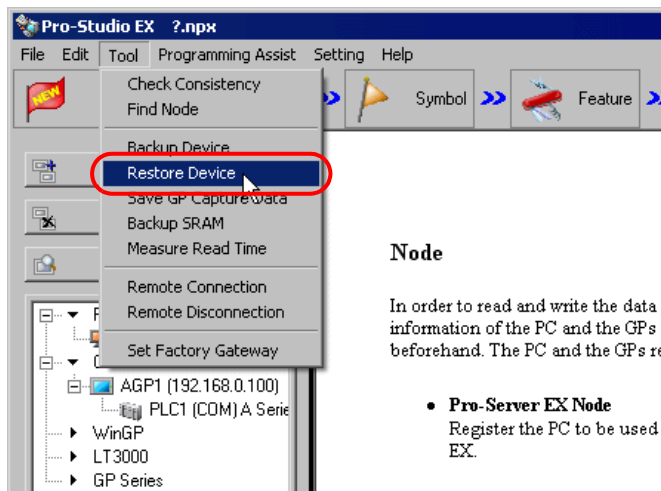 Pro-Studio EX ?.npx
File Edit Tool Programming Assist Setting Help
NEW
Symbol
Feature
Check Consistency
Find Node
Backup Device
Restore Device
Save GP Capture Data
Backup SRAM
Measure Read Time
Remote Connection
Remote Disconnection
Set Factory Gateway
AGP1 (192.168.0.100)
PLC1 (COM) A Serie
WinGP
LT3000
GP Series
Node
In order to read and write the data
information of the PC and the GPs
beforehand. The PC and the GPs re
• Pro-Server EX Node
Register the PC to be used
EX.